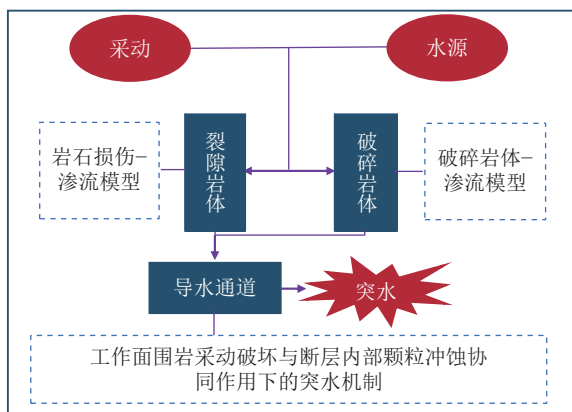 采动
水源
岩石损伤–
渗流模型
裂隙岩体
破碎岩体
破碎岩体–
渗流模型
导水通道
突水
工作面围岩采动破坏与断层内部颗粒冲蚀协
同作用下的突水机制